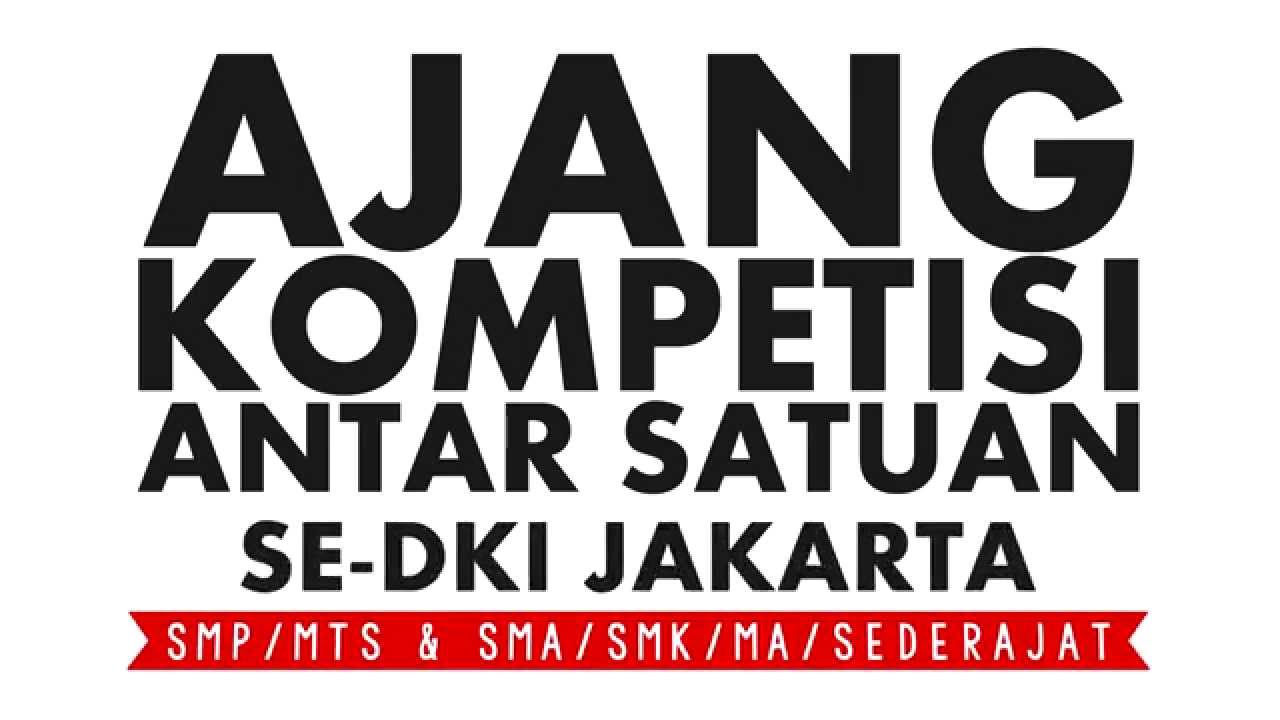 AJANG
KOMPETISI
ANTAR SATUAN
SE-DKI JAKARTA
SMP/MTS & SMA/SMK/MA/SEDERAJAT